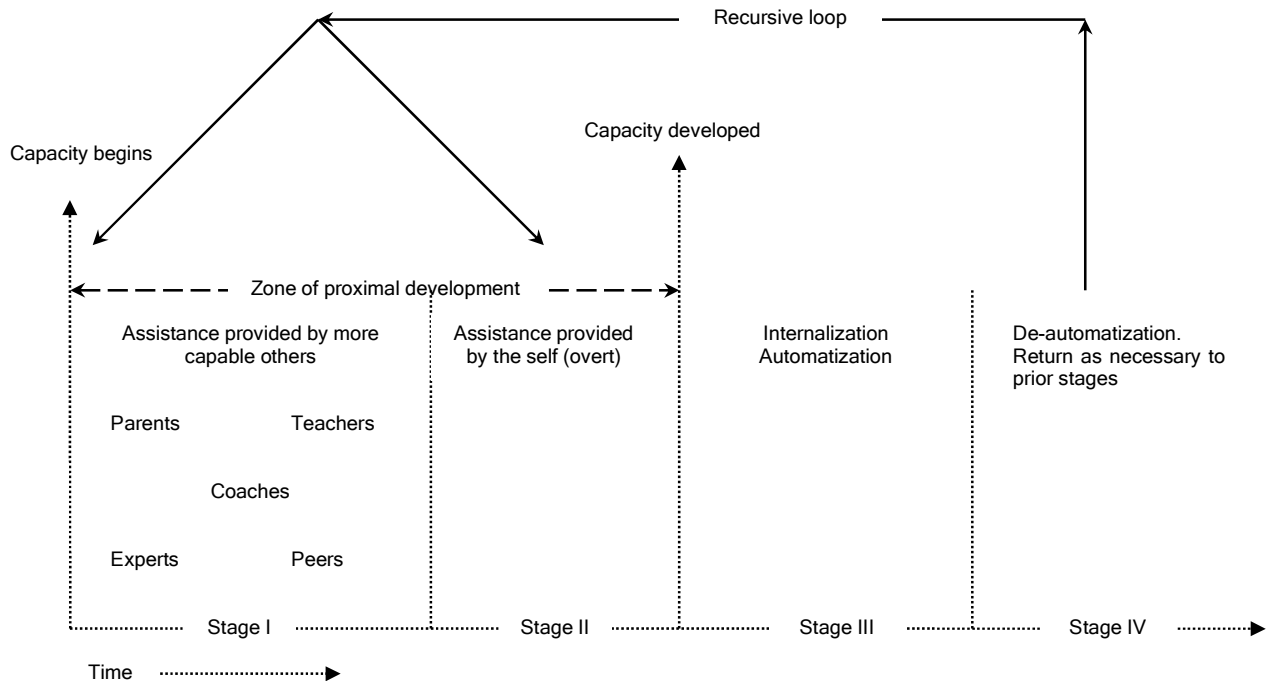 Recursive loop
Capacity developed
Capacity begins
Zone of proximal development
Assistance provided by more
capable others
Assistance provided
by the self (overt)
Internalization
Automatization
De-automatization.
Return as necessary to
prior stages
Parents
Teachers
Coaches
Experts
Peers
Stage I
Stage II
Stage III
Stage IV
Time